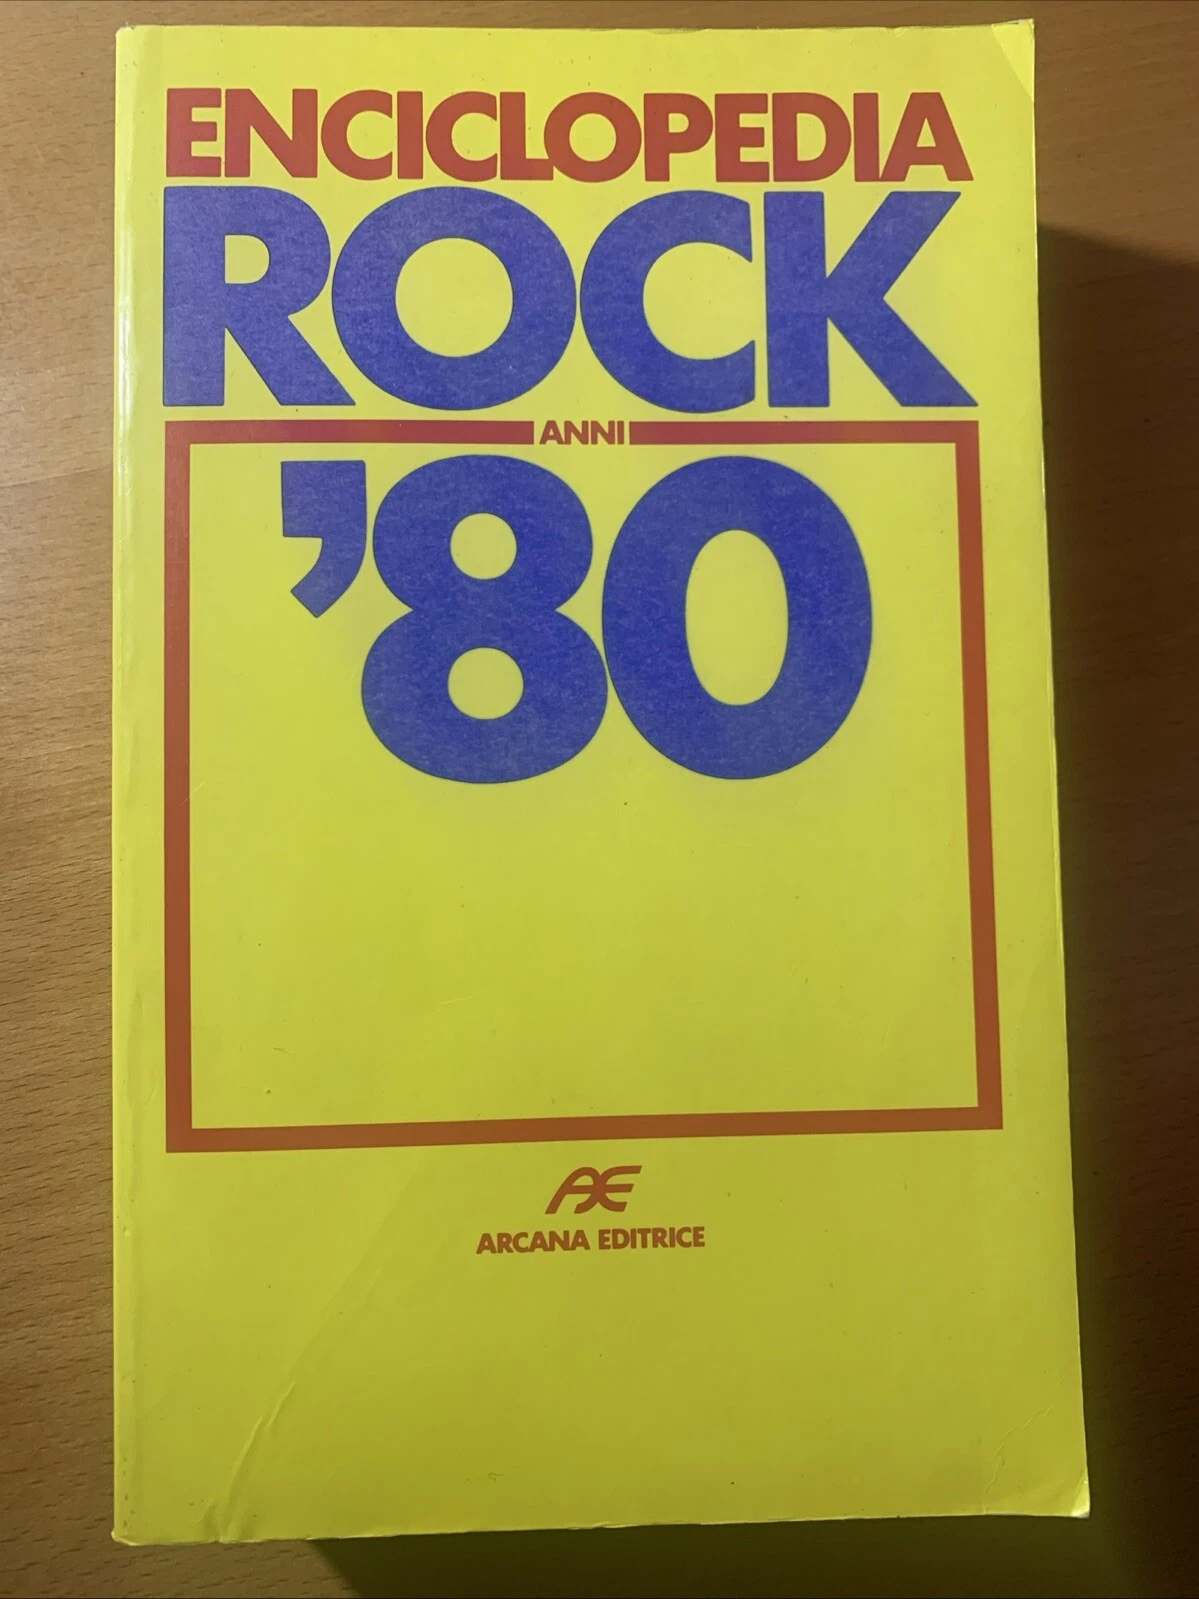 ENCICLOPEDIA
ROCK
ANNI
'80
AE
ARCANA EDITRICE